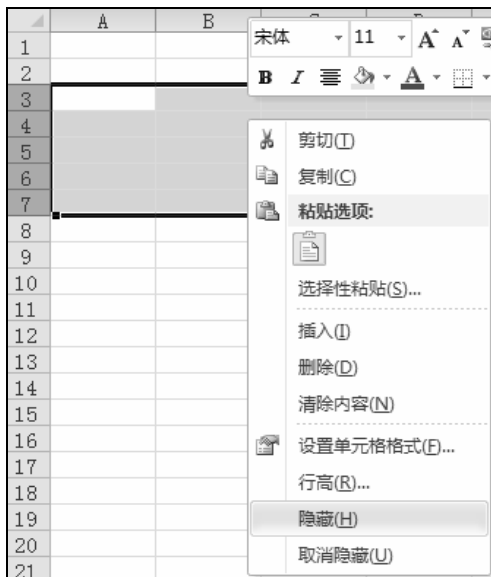 A B
宋体 11 A A
B I A
1
2
3
4
5
6
7
8
9
10
11
12
13
14
15
16
17
18
19
20
21
剪切(T)
复制(C)
粘贴选项:
选择性粘贴(S)...
插入(I)
删除(D)
清除内容(N)
设置单元格格式(F)...
行高(R)...
隐藏(H)
取消隐藏(U)